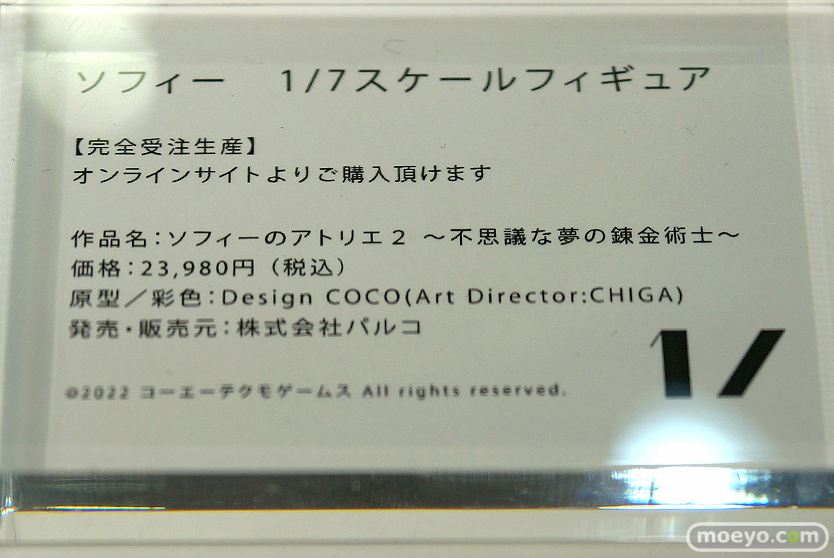 ソフィー　1/7スケールフィギュア
【完全受注生産】
オンラインサイトよりご購入頂けます
作品名：ソフィーのアトリエ２ ～不思議な夢の錬金術士～
価格：23,980円（税込）
原型／彩色：Design COCO(Art Director:CHIGA)
発売・販売元：株式会社パルコ
©2022 コーエーテクモゲームス All rights reserved.
1/
moeyo.com